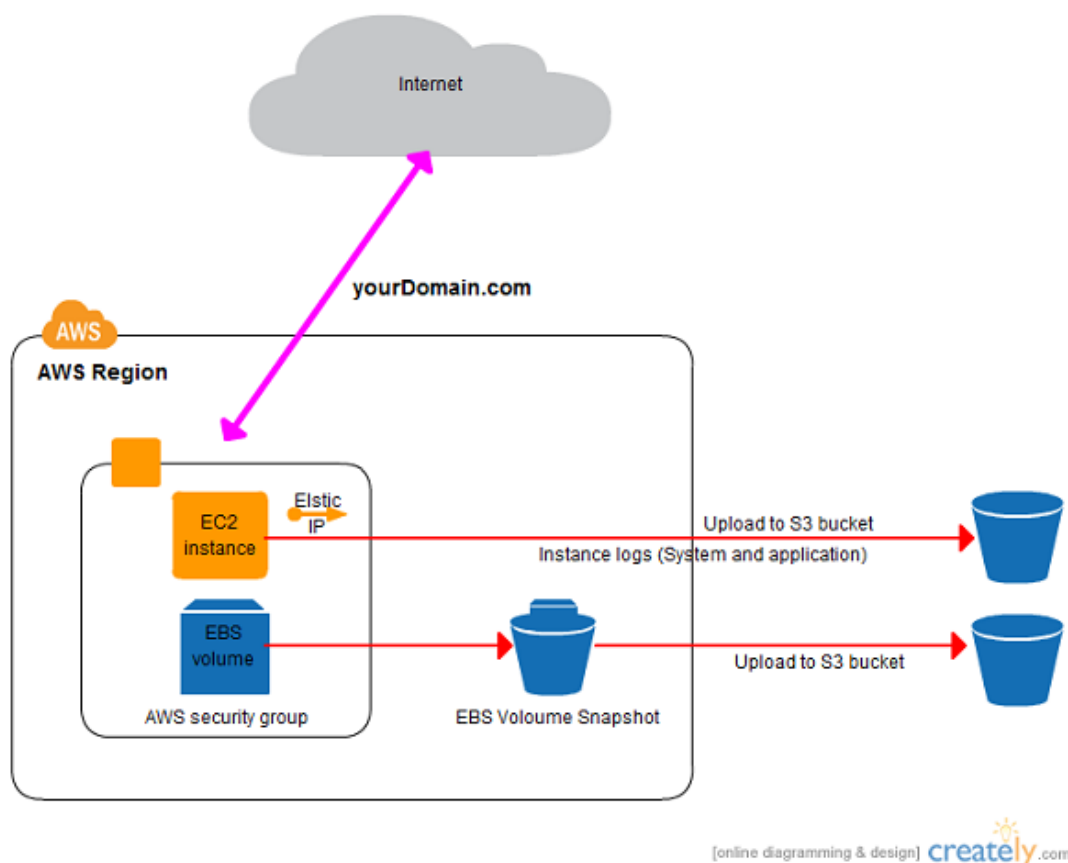 Internet
yourDomain.com
AWS
AWS Region
Elstic
IP
EC2
instance
Upload to S3 bucket
Instance logs (System and application)
EBS
volume
Upload to S3 bucket
AWS security group
EBS Voloume Snapshot
[online diagramming & design] creately.com